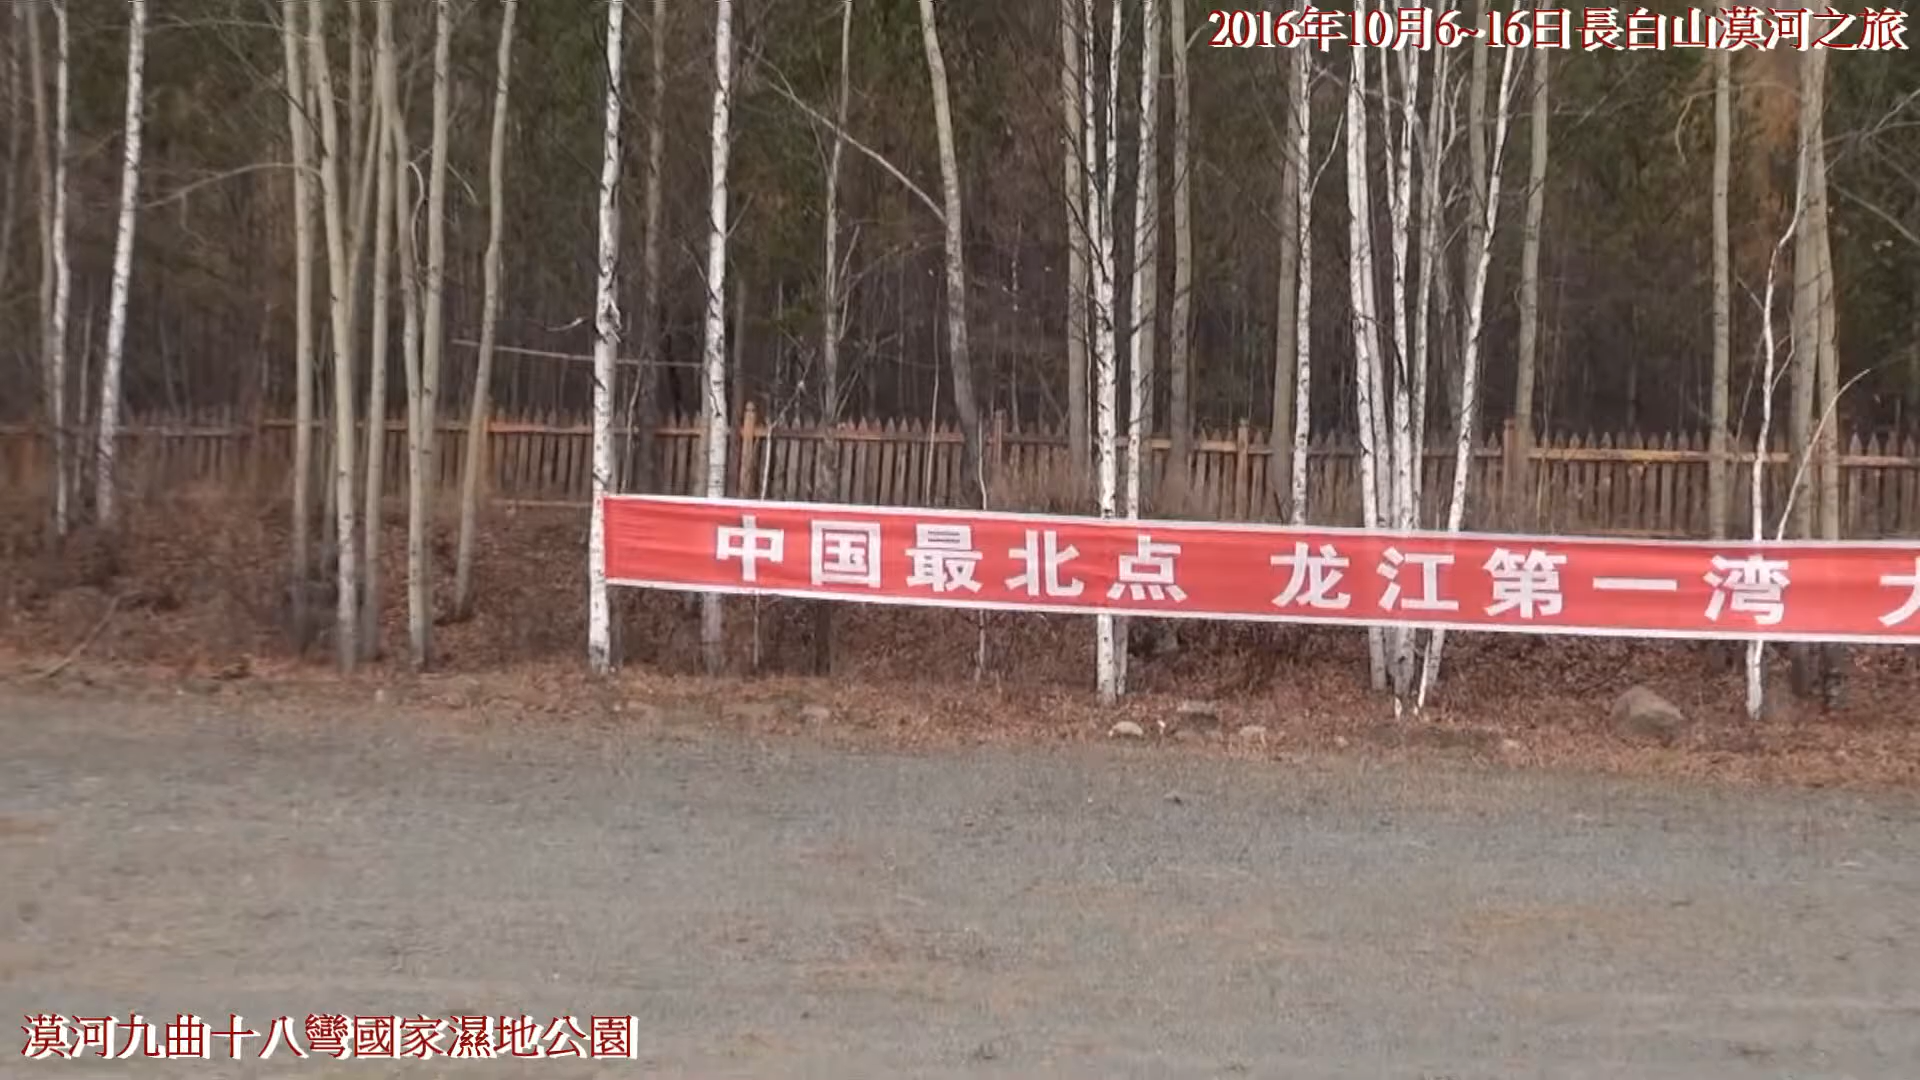 2016年10月6~16日長白山漠河之旅
中国最北点 龙江第一湾
漠河九曲十八彎國家濕地公園